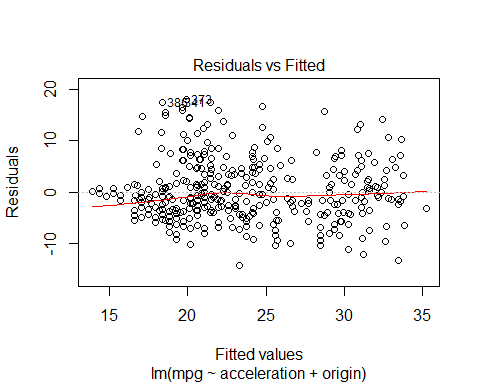 Residuals vs Fitted
Residuals
20
10
0
-10
15
20
25
30
35
Fitted values
lm(mpg ~ acceleration + origin)